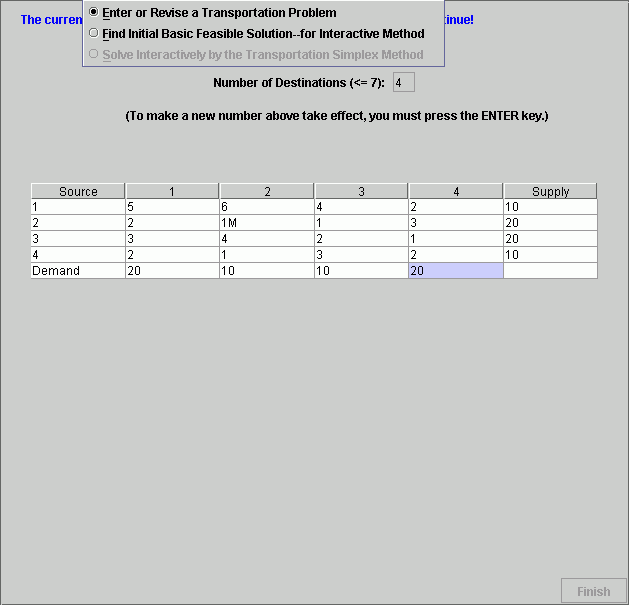 The curren
Enter or Revise a Transportation Problem
inue!
Find Initial Basic Feasible Solution--for Interactive Method
Solve Interactively by the Transportation Simplex Method
Number of Destinations (<= 7): 4
(To make a new number above take effect, you must press the ENTER key.)
Source 1 2 3 4 Supply
1 5 6 4 2 10
2 2 1M 1 3 20
3 3 4 2 1 20
4 2 1 3 2 10
Demand 20 10 10 20
Finish